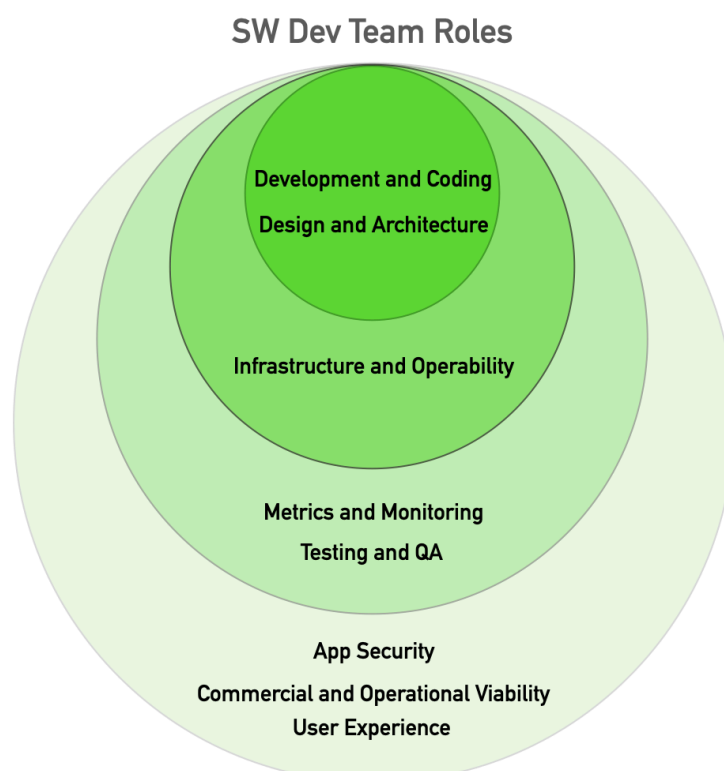 SW Dev Team Roles
Development and Coding
Design and Architecture
Infrastructure and Operability
Metrics and Monitoring
Testing and QA
App Security
Commercial and Operational Viability
User Experience